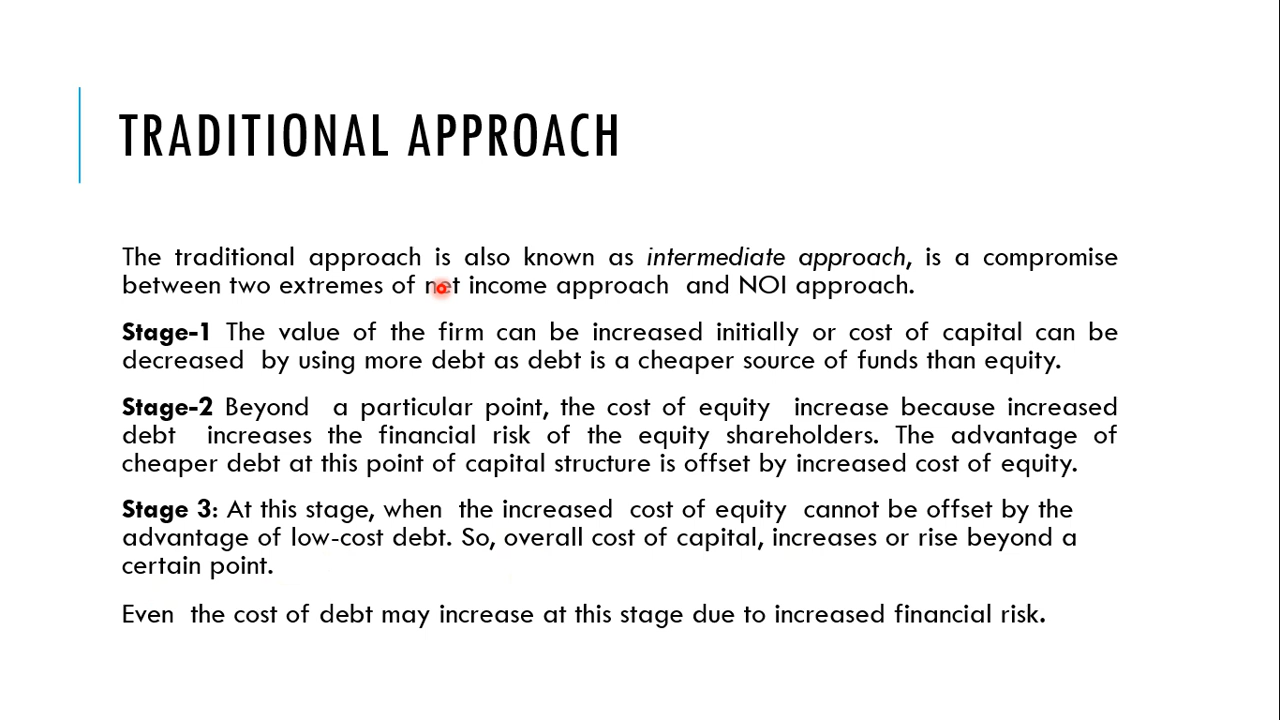 TRADITIONAL APPROACH
The traditional approach is also known as intermediate approach, is a compromise
between two extremes of net income approach and NOI approach.
Stage-1 The value of the firm can be increased initially or cost of capital can be
decreased by using more debt as debt is a cheaper source of funds than equity.
Stage-2 Beyond a particular point, the cost of equity increase because increased
debt increases the financial risk of the equity shareholders. The advantage of
cheaper debt at this point of capital structure is offset by increased cost of equity.
Stage 3: At this stage, when the increased cost of equity cannot be offset by the
advantage of low-cost debt. So, overall cost of capital, increases or rise beyond a
certain point.
Even the cost of debt may increase at this stage due to increased financial risk.